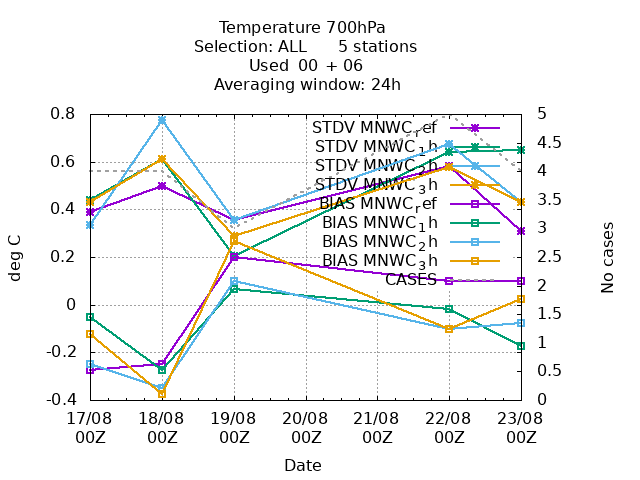 Temperature 700hPa
Selection: ALL 5 stations
Used 00 + 06
Averaging window: 24h
0.8
0.6
0.4
0.2
0
-0.2
-0.4
deg C
5
4.5
4
3.5
3
2.5
2
1.5
1
0.5
0
No cases
STDV MNWC_ref
STDV MNWC_1h
STDV MNWC_2h
STDV MNWC_3h
BIAS MNWC_ref
BIAS MNWC_1h
BIAS MNWC_2h
BIAS MNWC_3h
CASES
17/08 18/08 19/08 20/08 21/08 22/08 23/08
00Z 00Z 00Z 00Z 00Z 00Z 00Z
Date